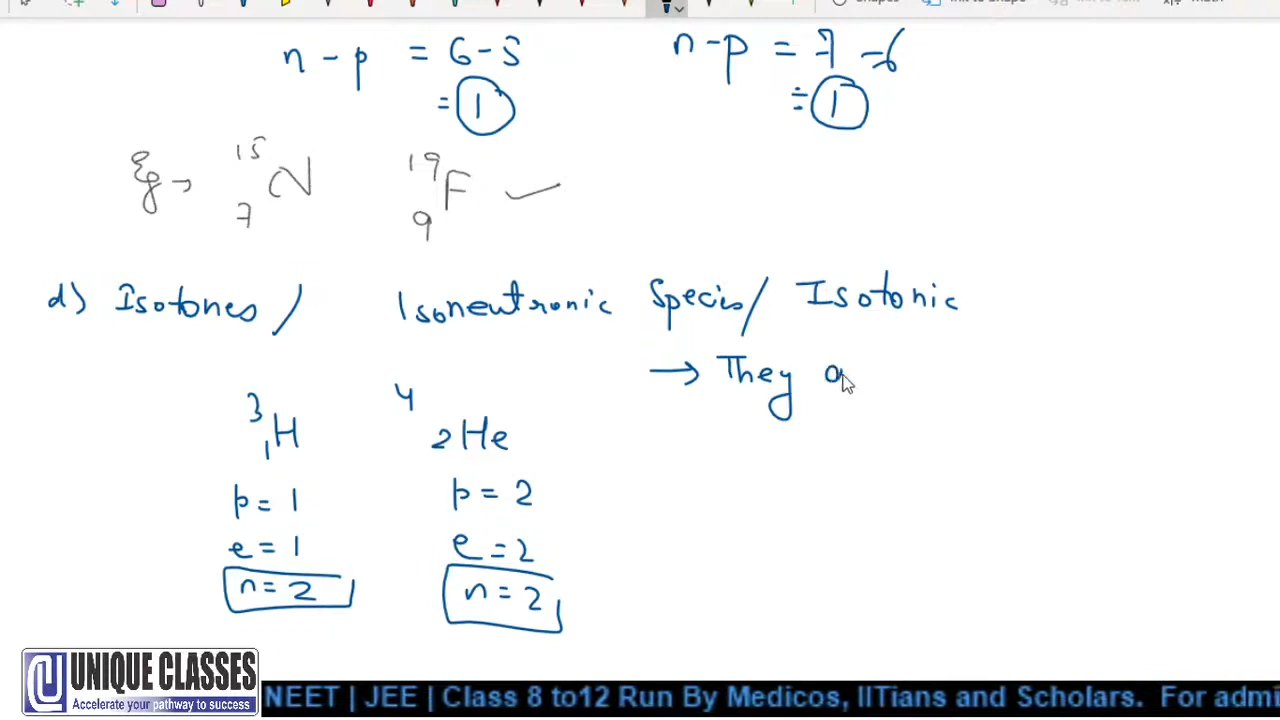 n - p = 6-5 n-p = 7 -6
= 1 ÷ 1
Eg → 15 7 N 19 9 F ✓
d) Isotones / Isoneutronic Specis/ Isotonic
→ They a
3 1 H 4 2 He
p = 1 p = 2
e = 1 e = 2
n = 2 n = 2
UNIQUE CLASSES
Accelerate your pathway to success
NEET | JEE | Class 8 to12 Run By Medicos, IITians and Scholars. For admi